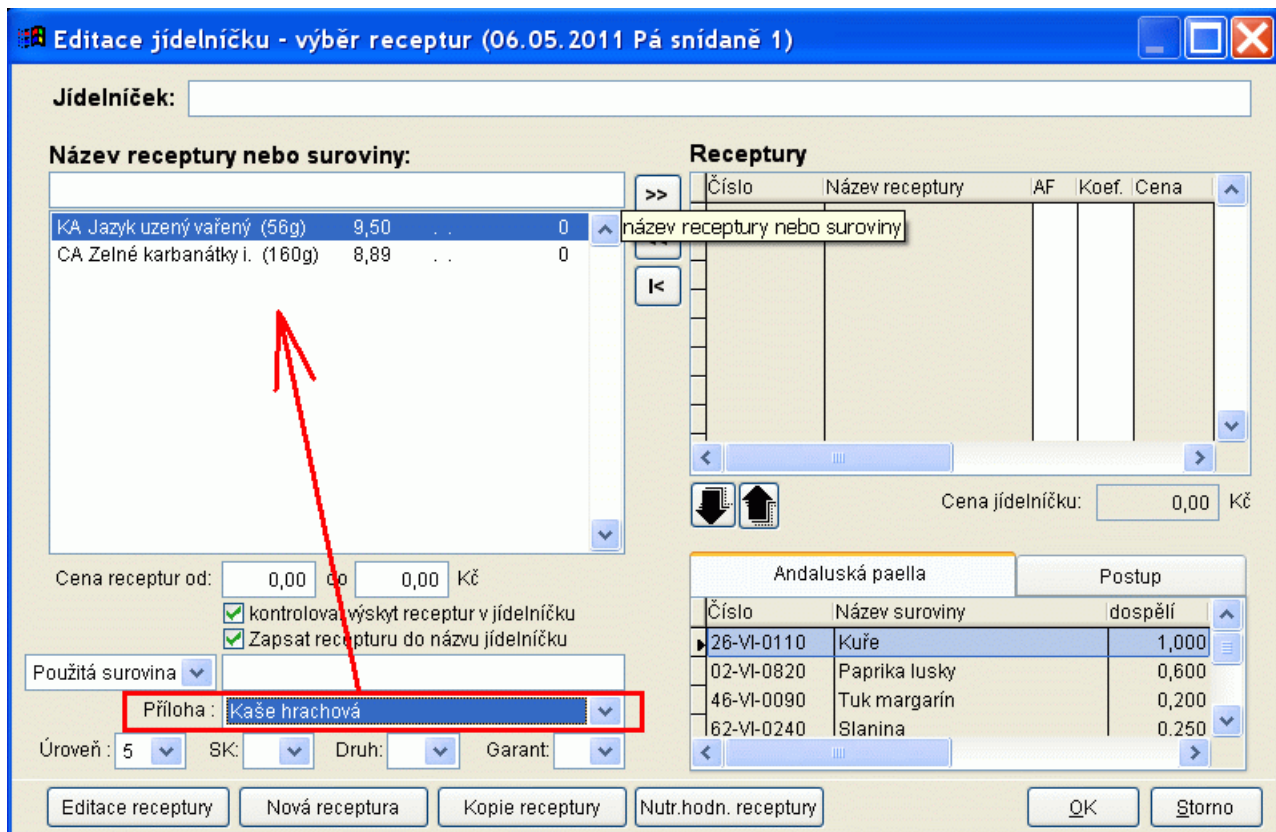 Editace jídelníčku - výběr receptur (06.05.2011 Pá snídaně 1)
Jídelníček:
Název receptury nebo suroviny:
KA Jazyk uzený vařený (56g) 9,50 . . 0
CA Zelné karbanátky i. (160g) 8,89 . . 0
>>
název receptury nebo suroviny
I<
Receptury
Číslo Název receptury AF Koef. Cena
Cena jídelníčku: 0,00 Kč
Cena receptur od: 0,00 do 0,00 Kč
kontrolovat výskyt receptur v jídelníčku
Zapsat recepturu do názvu jídelníčku
Použitá surovina
Příloha : Kaše hrachová
Úroveň : 5 SK: Druh: Garant:
Andaluská paella Postup
Číslo Název suroviny dospělí
26-VI-0110 Kuře 1,000
02-VI-0820 Paprika lusky 0,600
46-VI-0090 Tuk margarín 0,200
62-VI-0240 Slanina 0.250
Editace receptury Nová receptura Kopie receptury Nutr.hodn. receptury OK Storno